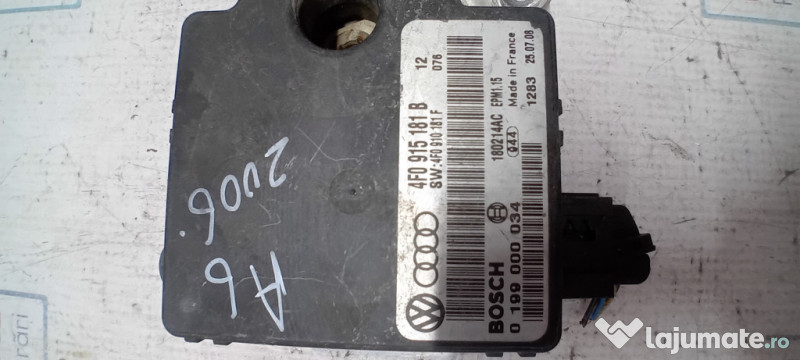 4F0 915 181 B 12
SW:4F0 910 181 F 076
180214AC EPM1.15 Made in France
944 1283 25.07.08
BOSCH
0 199 000 034
A6
2006.
lajumate.ro